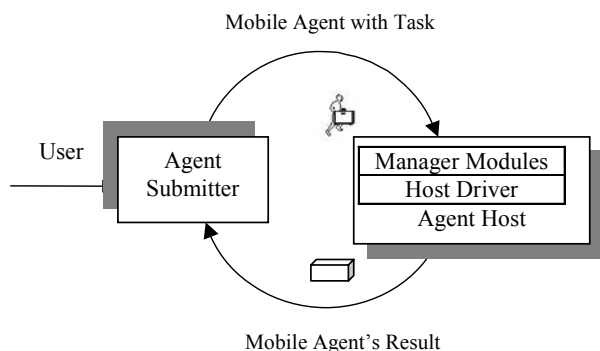 Mobile Agent with Task
User
Agent
Submitter
Manager Modules
Host Driver
Agent Host
Mobile Agent's Result